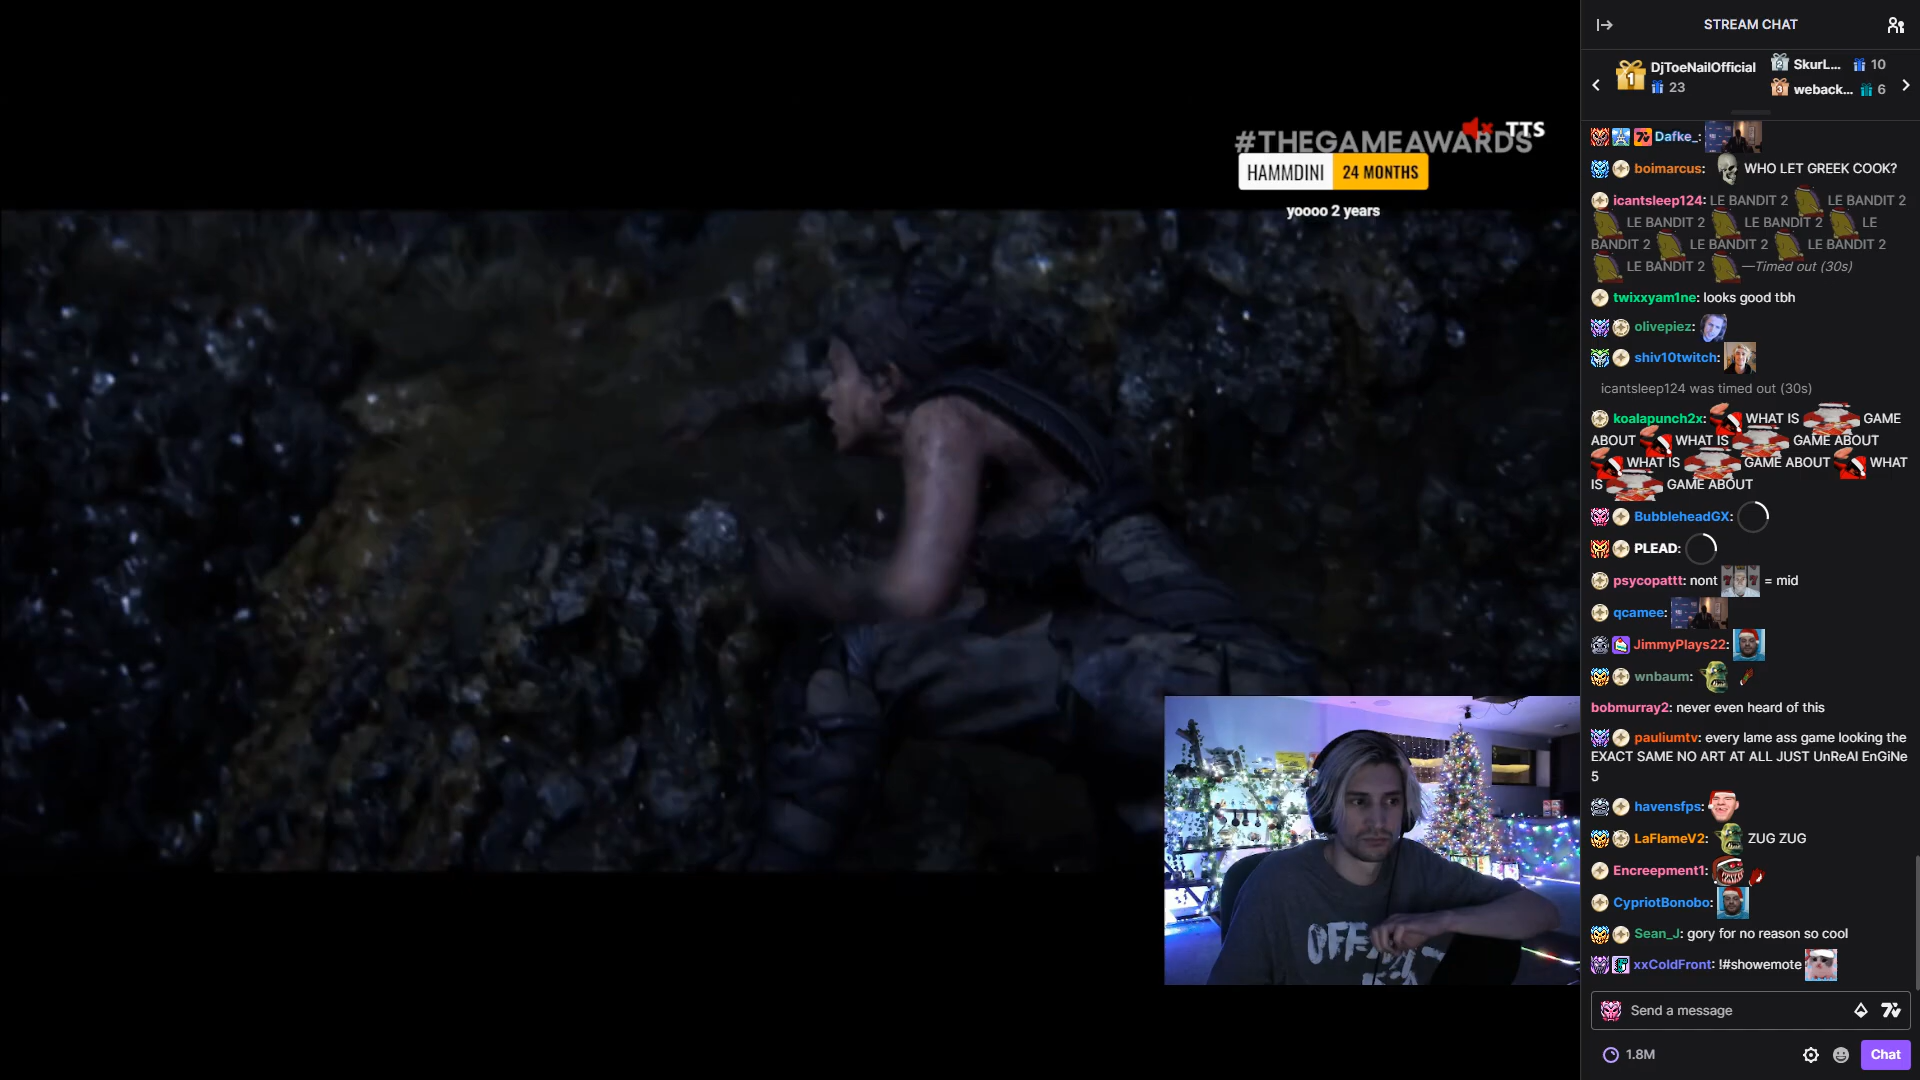 #THEGAMEAWARDS
TTS
HAMMDINI 24 MONTHS
yoooo 2 years
OFF
STREAM CHAT
1 DjToeNailOfficial
23
2 SkurL... 10
3 weback... 6
Dafke_:
boimarcus: WHO LET GREEK COOK?
icantsleep124: LE BANDIT 2 LE BANDIT 2
LE BANDIT 2 LE BANDIT 2 LE
BANDIT 2 LE BANDIT 2 LE BANDIT 2
LE BANDIT 2 —Timed out (30s)
twixxyam1ne: looks good tbh
olivepiez:
shiv10twitch:
icantsleep124 was timed out (30s)
koalapunch2x: WHAT IS GAME
ABOUT WHAT IS GAME ABOUT
WHAT IS GAME ABOUT WHAT
IS GAME ABOUT
BubbleheadGX:
PLEAD:
psycopattt: nont = mid
qcamee:
JimmyPlays22:
wnbaum:
bobmurray2: never even heard of this
pauliumtv: every lame ass game looking the
EXACT SAME NO ART AT ALL JUST UnReAl EnGiNe
5
havensfps:
LaFlameV2: ZUG ZUG
Encreepment1:
CypriotBonobo:
Sean_J: gory for no reason so cool
xxColdFront: !#showemote
Send a message
1.8M
Chat